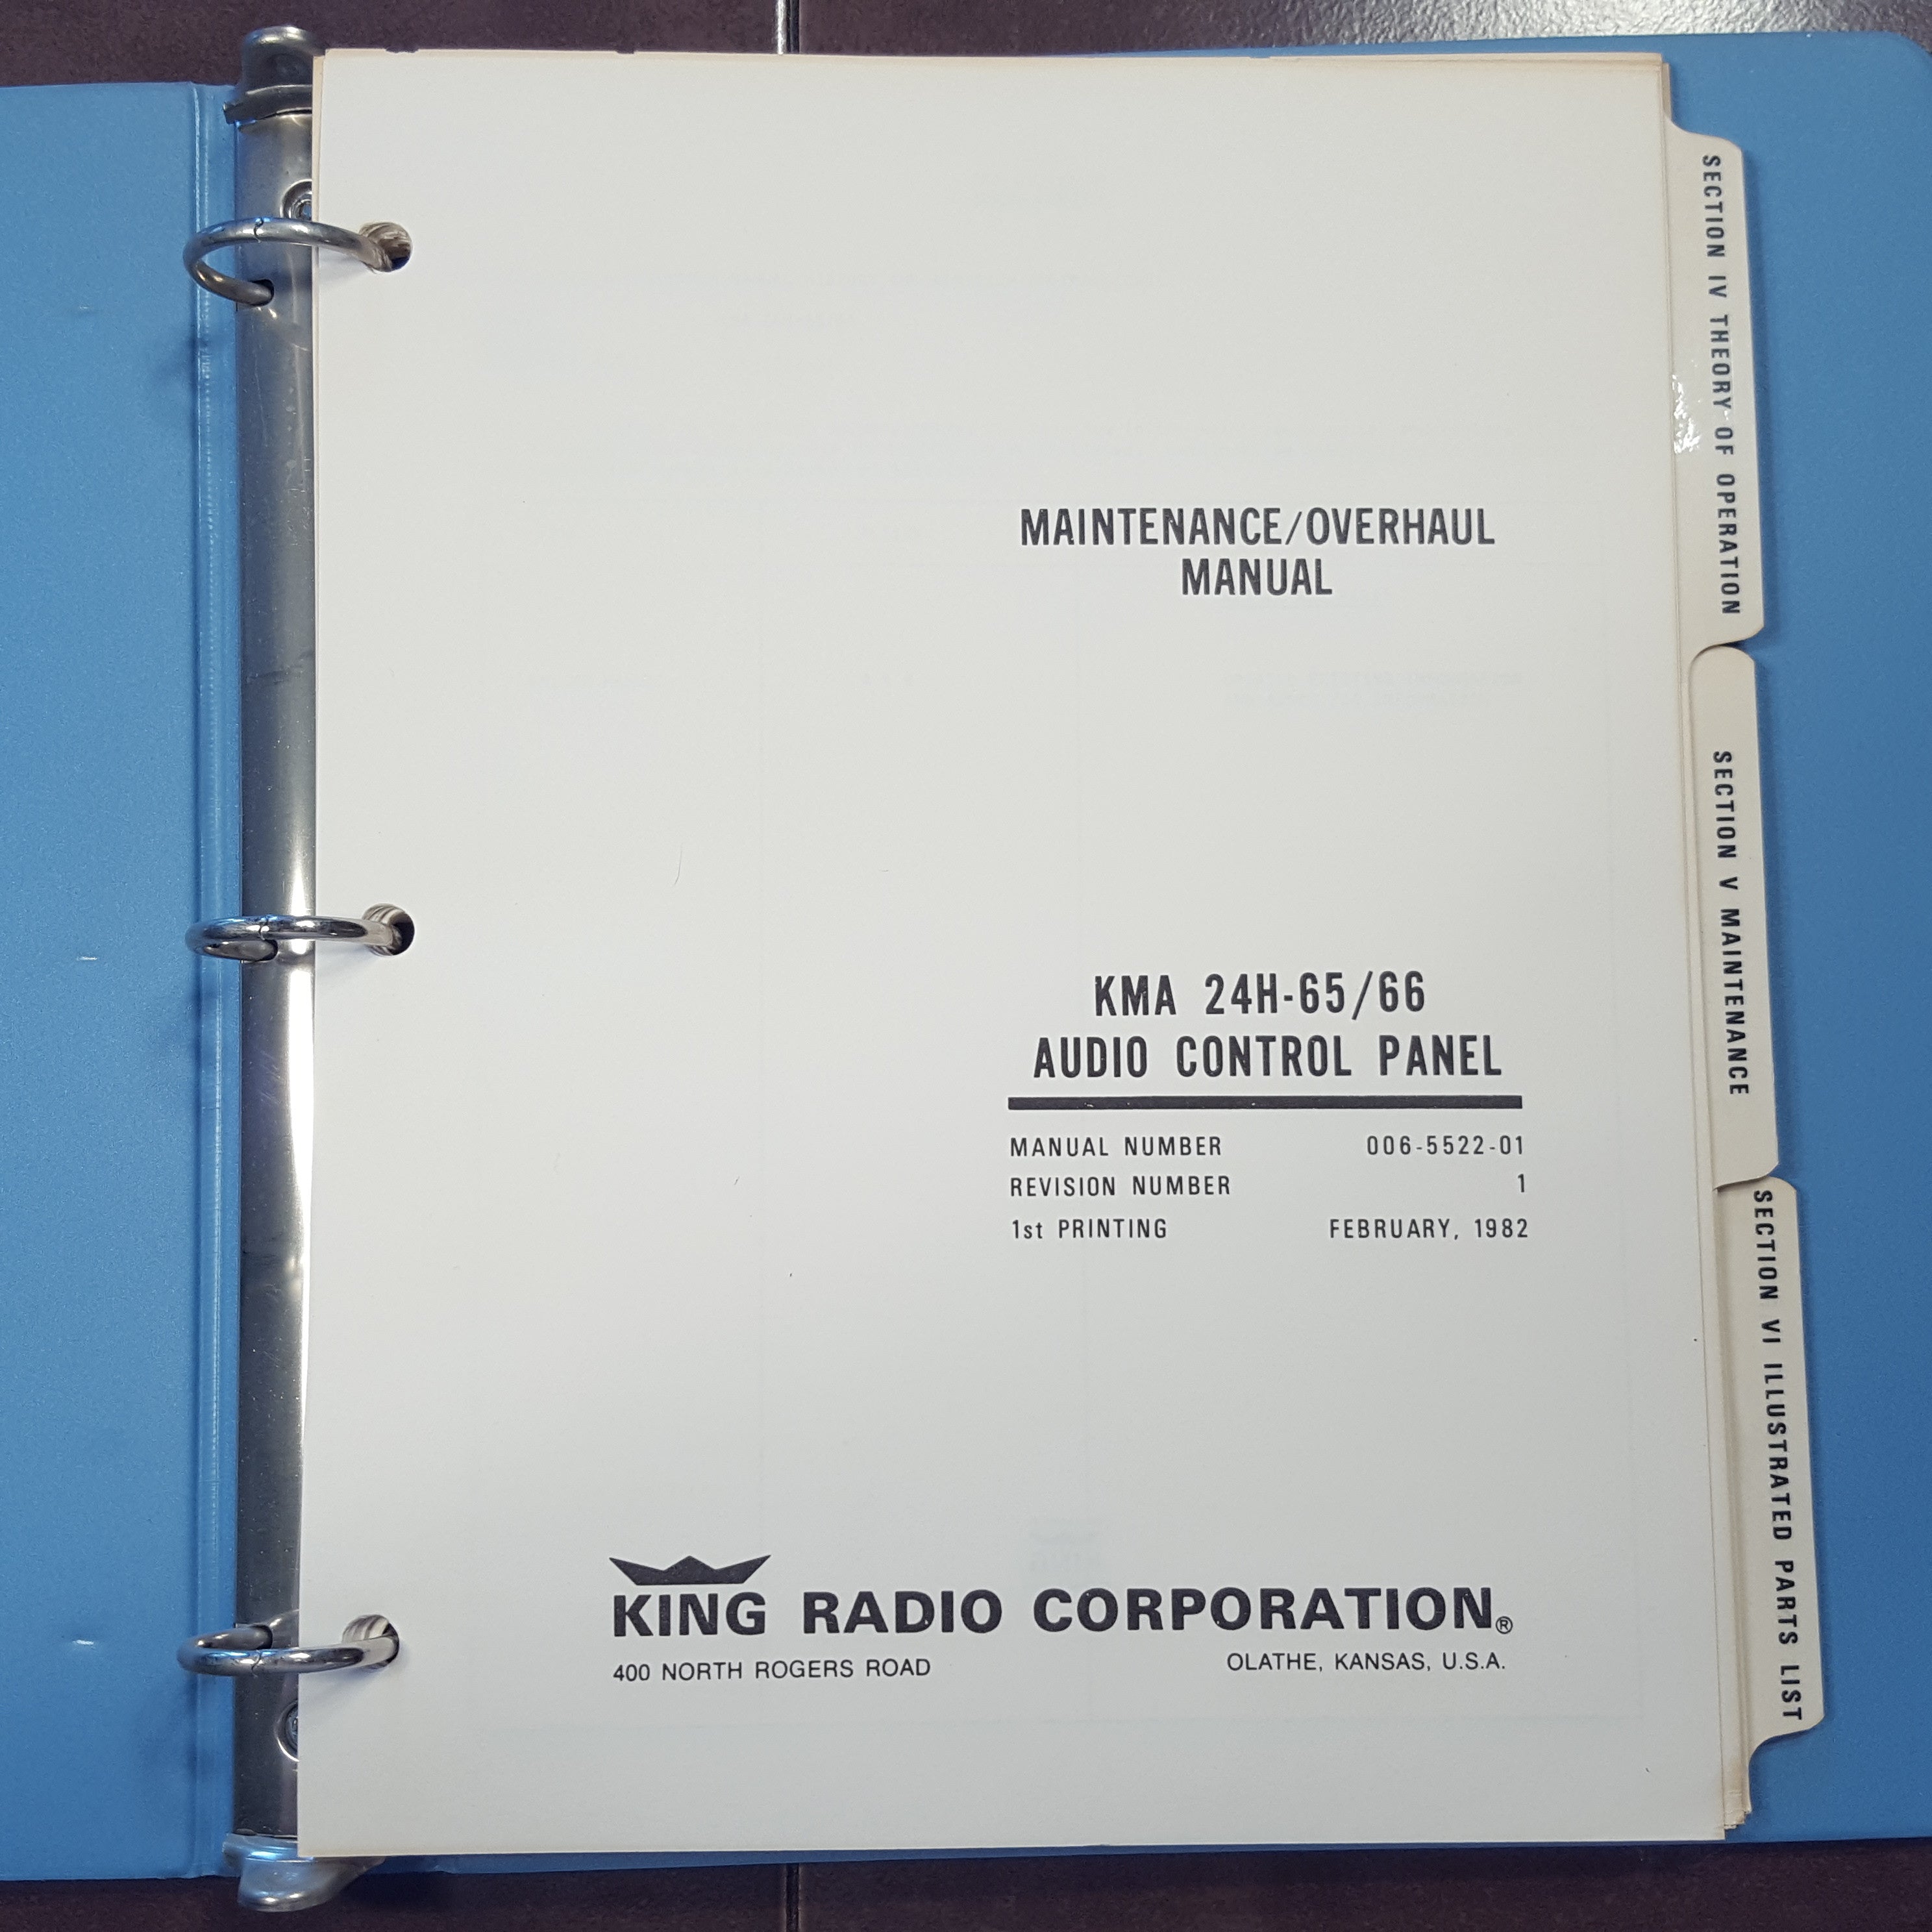 MAINTENANCE/OVERHAUL
MANUAL
KMA 24H-65/66
AUDIO CONTROL PANEL
MANUAL NUMBER 006-5522-01
REVISION NUMBER 1
1st PRINTING FEBRUARY, 1982
KING RADIO CORPORATION®
400 NORTH ROGERS ROAD OLATHE, KANSAS, U.S.A.
SECTION IV THEORY OF OPERATION
SECTION V MAINTENANCE
SECTION VI ILLUSTRATED PARTS LIST